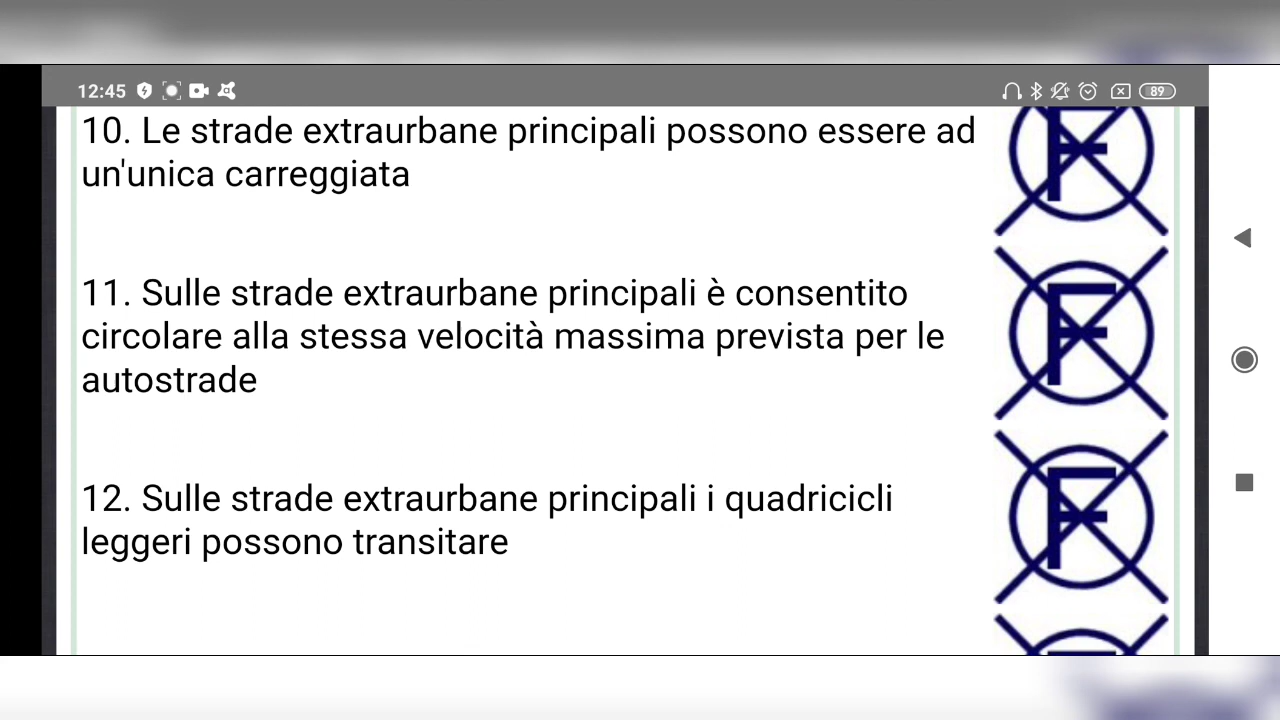 12:45
89
10. Le strade extraurbane principali possono essere ad
un'unica carreggiata
F
11. Sulle strade extraurbane principali è consentito
circolare alla stessa velocità massima prevista per le
autostrade
F
12. Sulle strade extraurbane principali i quadricicli
leggeri possono transitare
F